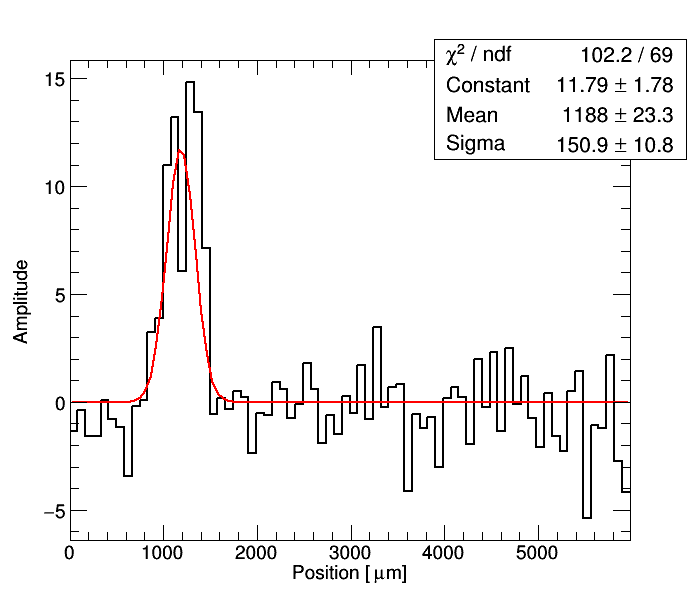 χ² / ndf 102.2 / 69
Constant 11.79 ± 1.78
Mean 1188 ± 23.3
Sigma 150.9 ± 10.8
15
10
5
0
−5
Amplitude
0 1000 2000 3000 4000 5000
Position [ μm]